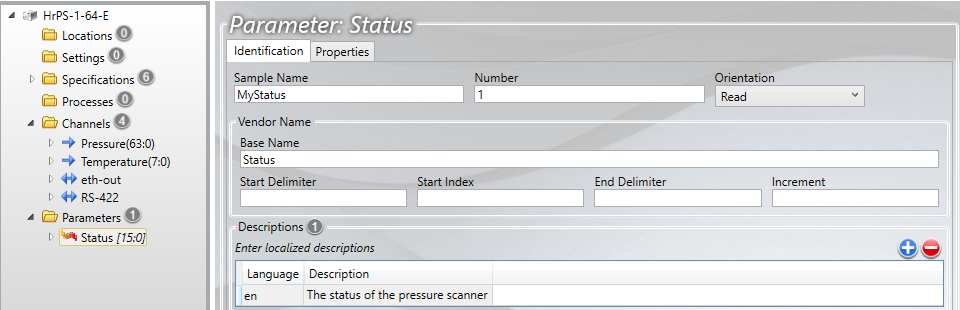 HrPS-1-64-E
Locations 0
Settings 0
Specifications 6
Processes 0
Channels 4
Pressure(63:0)
Temperature(7:0)
eth-out
RS-422
Parameters 1
Status [15:0]
Parameter: Status
Identification Properties
Sample Name Number Orientation
MyStatus 1 Read
Vendor Name
Base Name
Status
Start Delimiter Start Index End Delimiter Increment
Descriptions 1
Enter localized descriptions
Language Description
en The status of the pressure scanner